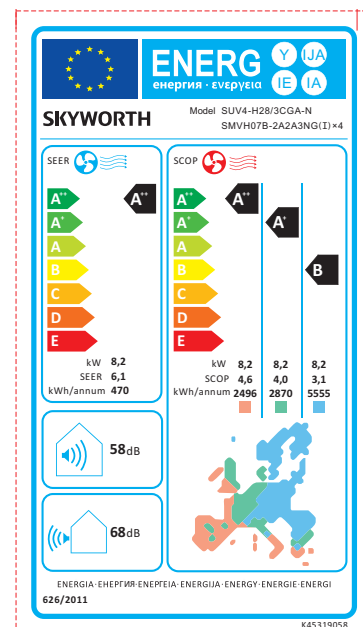 ENERG
енергия · ενεργεια
Y IJA
IE IA
SKYWORTH
Model SUV4-H28/3CGA-N
SMVH07B-2A2A3NG(I)×4
SEER
A++
A+
A
B
C
D
E
A++
kW 8,2
SEER 6,1
kWh/annum 470
SCOP
A++
A+
A
B
C
D
E
A++
A+
B
kW 8,2 8,2 8,2
SCOP 4,6 4,0 3,1
kWh/annum 2496 2870 5555
58dB
68dB
ENERGIA·ЕНЕРГИЯ·ΕΝΕΡΓΕΙΑ·ENERGIJA·ENERGY·ENERGIE·ENERGI
626/2011
K45319058